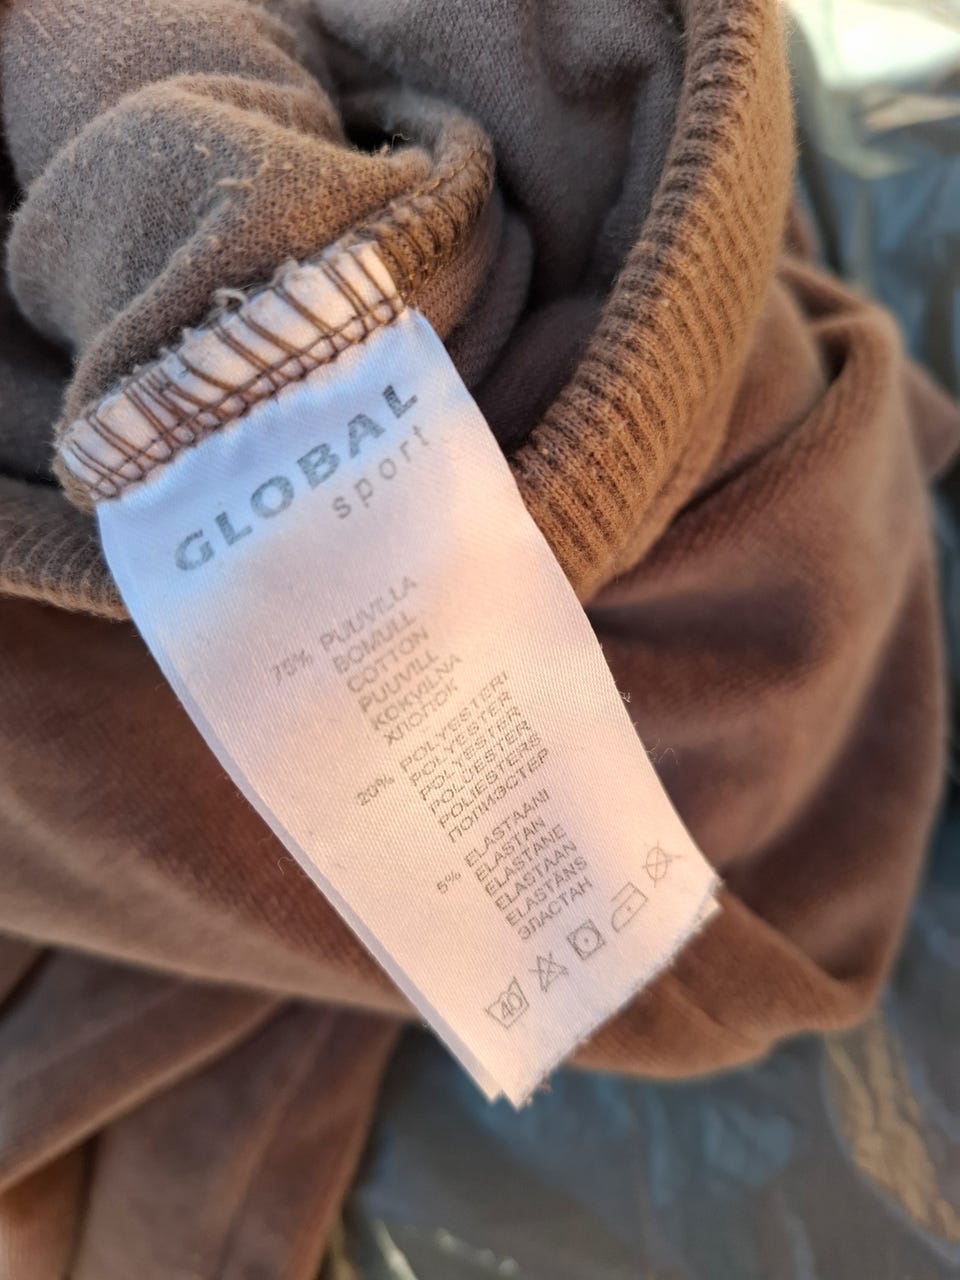 GLOBAL
sport
75% PUUVILLA
BOMULL
COTTON
PUUVILL
KOKVILNA
ХЛОПОК
20% POLYESTERI
POLYESTER
POLYESTER
POLÜESTER
POLIESTERS
ПОЛИЭСТЕР
5% ELASTAANI
ELASTAN
ELASTANE
ELASTAAN
ELASTĀNS
ЭЛАСТАН
40